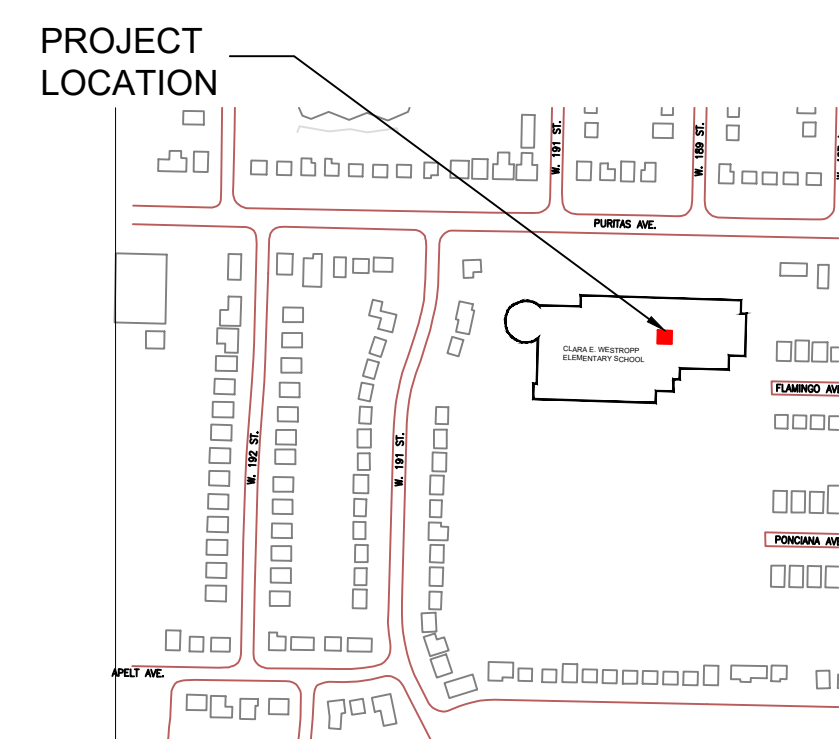 PROJECT
LOCATION
W. 191 ST.
W. 189 ST.
PURITAS AVE.
CLARA E. WESTROPP
ELEMENTARY SCHOOL
FLAMINGO AVE
W. 192 ST.
W. 191 ST.
PONCIANA AVE
APELT AVE.